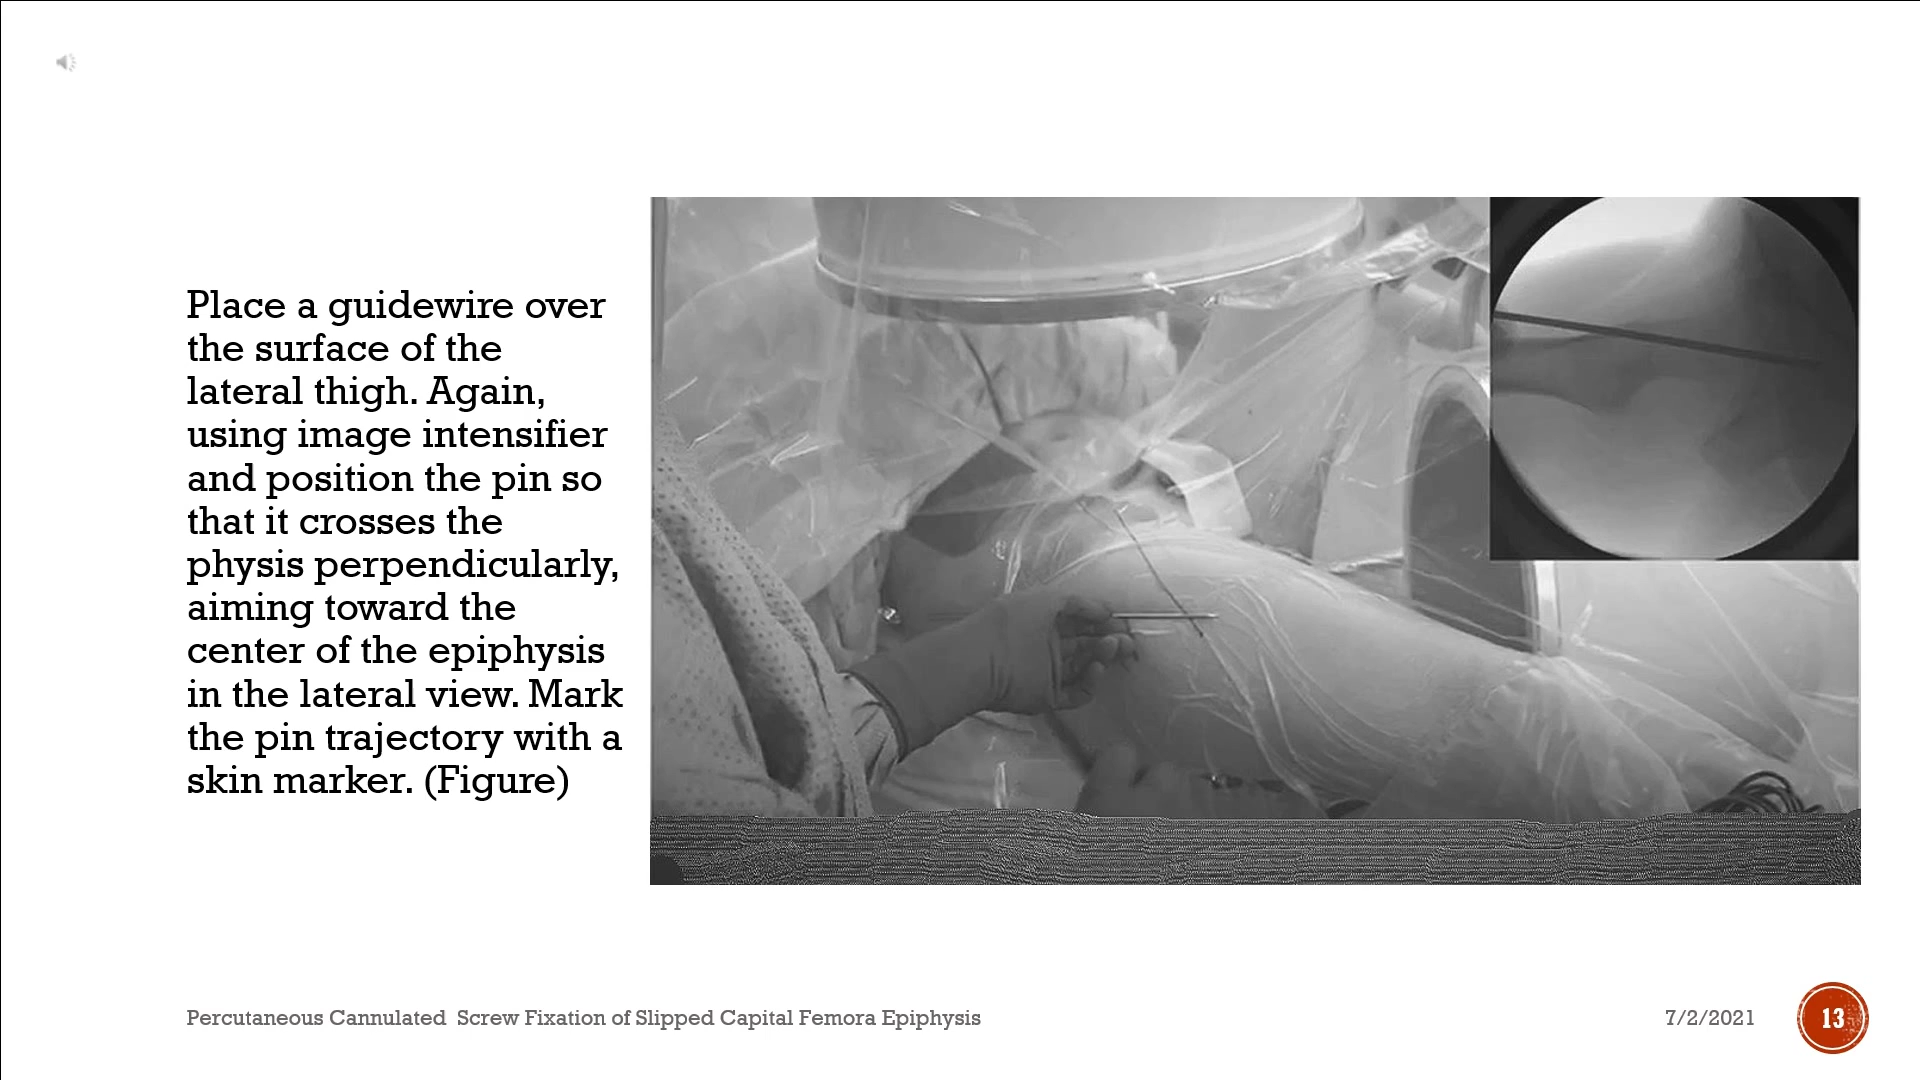 Place a guidewire over
the surface of the
lateral thigh. Again,
using image intensifier
and position the pin so
that it crosses the
physis perpendicularly,
aiming toward the
center of the epiphysis
in the lateral view. Mark
the pin trajectory with a
skin marker. (Figure)
Percutaneous Cannulated  Screw Fixation of Slipped Capital Femora Epiphysis
7/2/2021
13